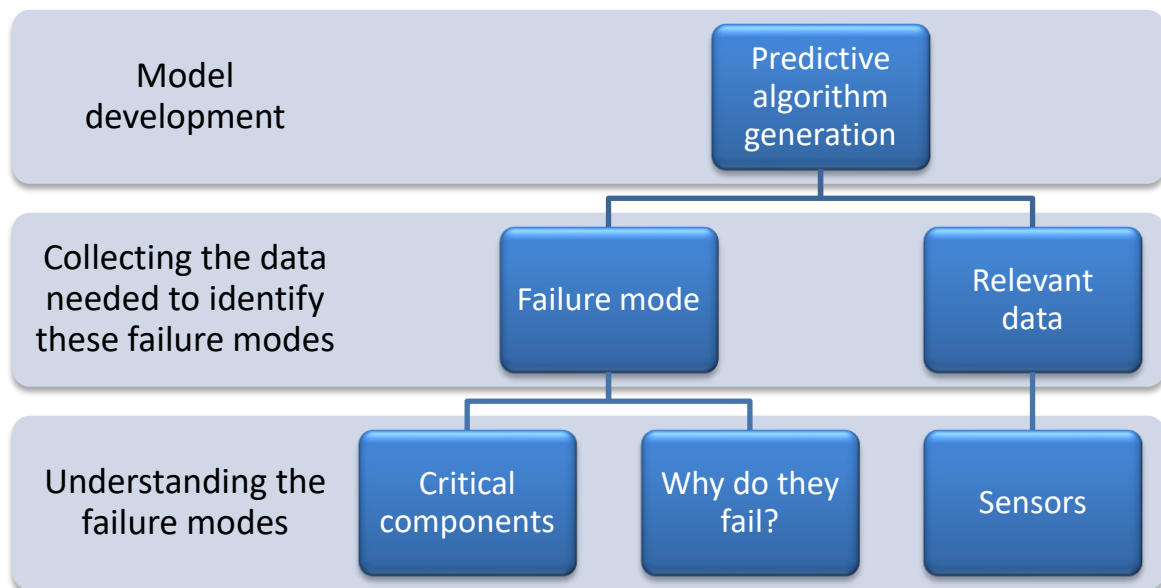 Model
development
Predictive
algorithm
generation
Collecting the data
needed to identify
these failure modes
Failure mode
Relevant
data
Understanding the
failure modes
Critical
components
Why do they
fail?
Sensors